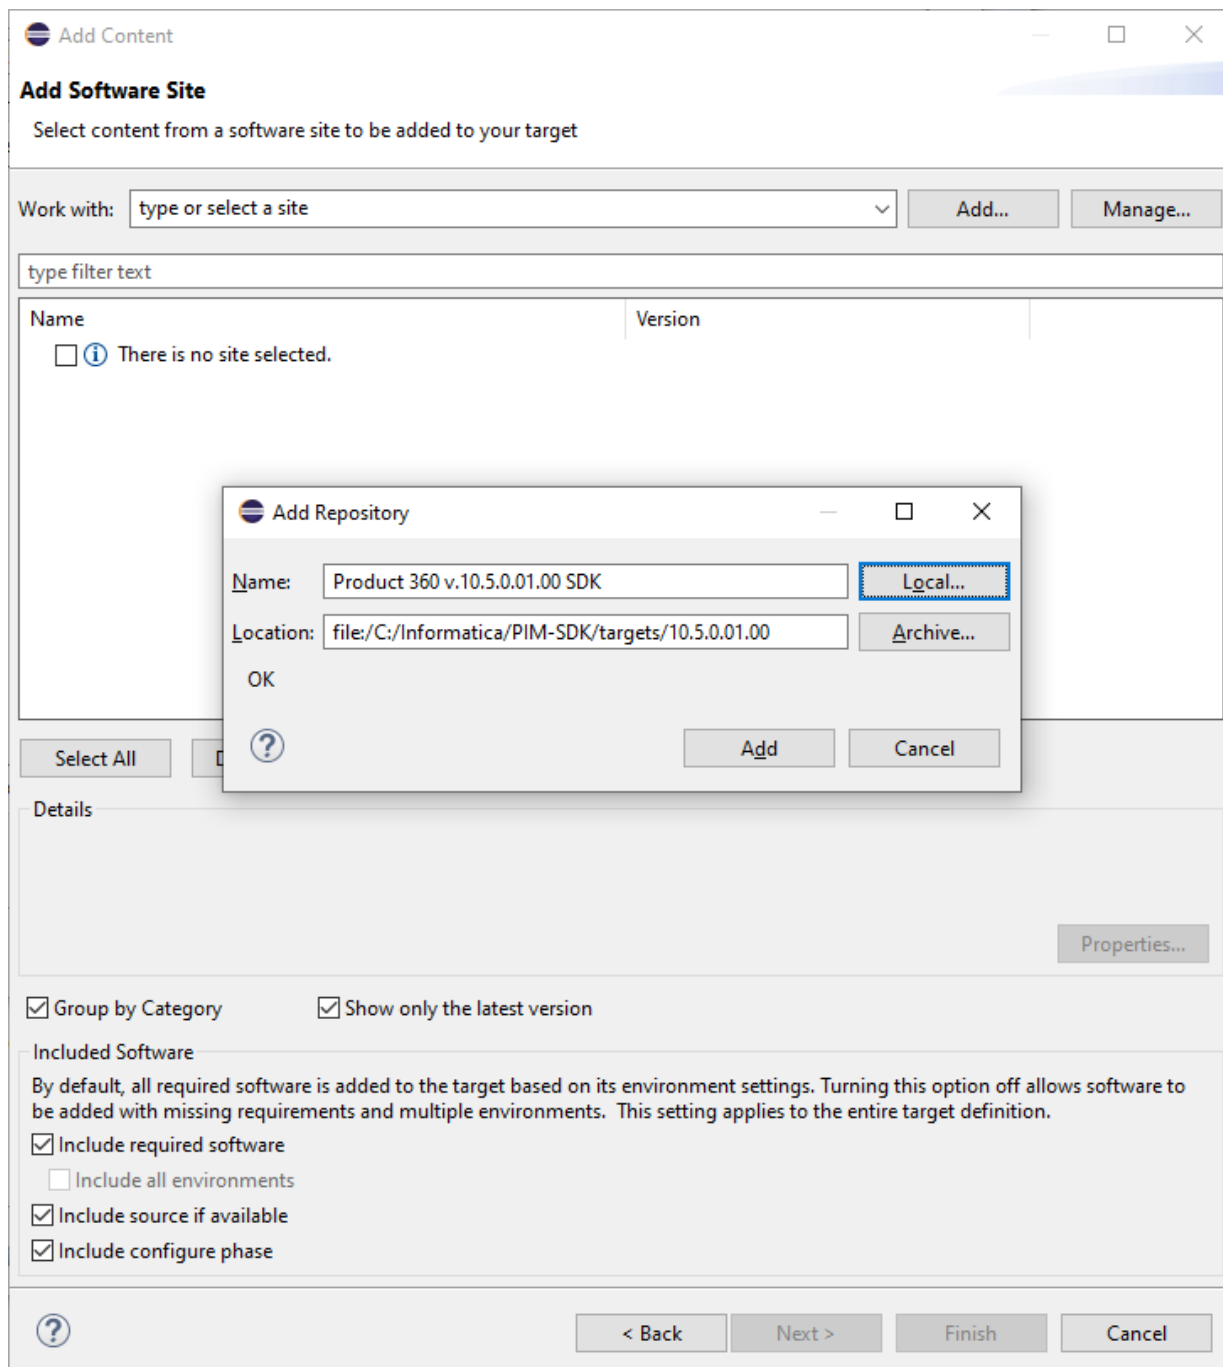 Add Content
Add Software Site
Select content from a software site to be added to your target
Work with: type or select a site Add... Manage...
type filter text
Name Version
There is no site selected.
Add Repository
Name: Product 360 v.10.5.0.01.00 SDK Local...
Location: file:/C:/Informatica/PIM-SDK/targets/10.5.0.01.00 Archive...
OK
Add Cancel
Select All
Details
Properties...
Group by Category Show only the latest version
Included Software
By default, all required software is added to the target based on its environment settings. Turning this option off allows software to
be added with missing requirements and multiple environments. This setting applies to the entire target definition.
Include required software
Include all environments
Include source if available
Include configure phase
< Back Next > Finish Cancel